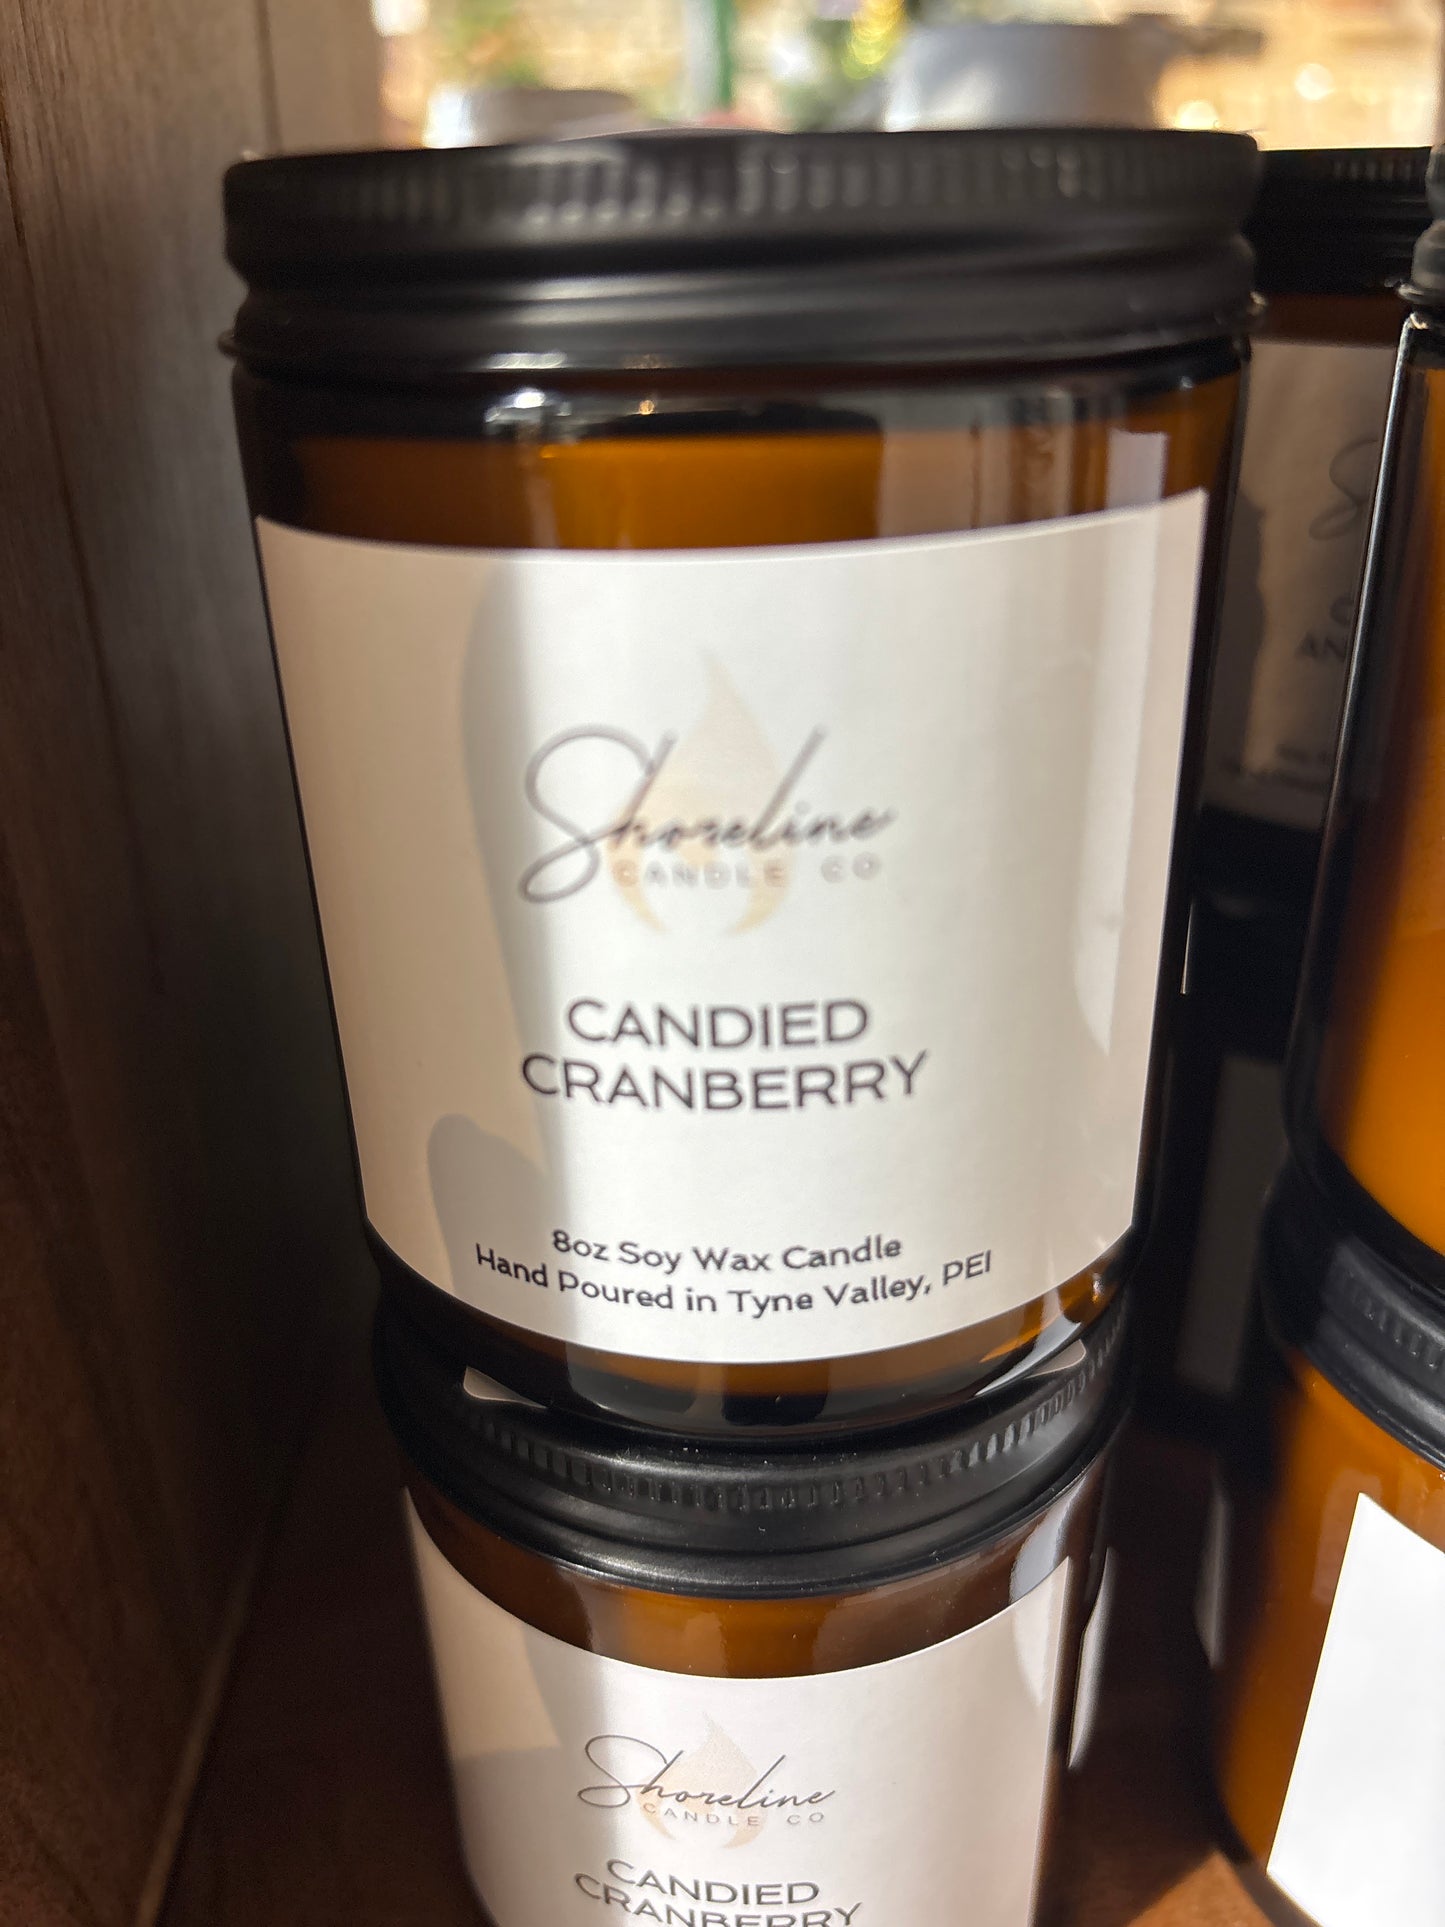 Shoreline
CANDLE CO
CANDIED
CRANBERRY
8oz Soy Wax Candle
Hand Poured in Tyne Valley, PEI
Shoreline
CANDLE CO
CANDIED
CRANBERRY